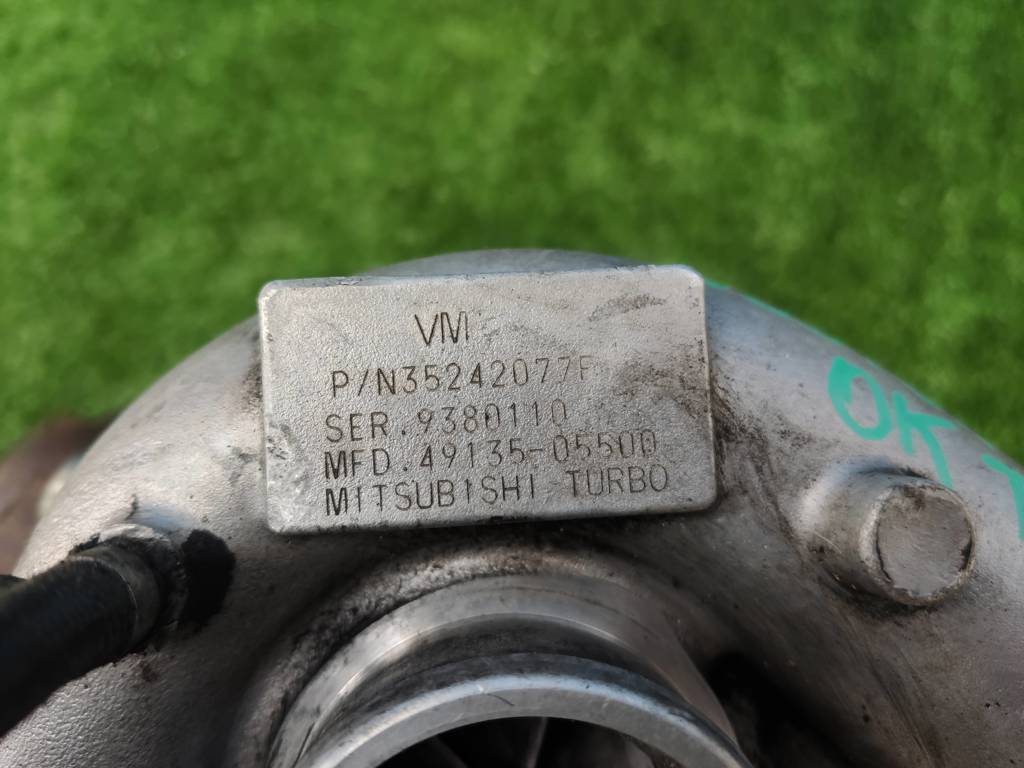 VM
P/N35242077F
SER.9380110
MFD.49135-05500
MITSUBISHI TURBO
OK